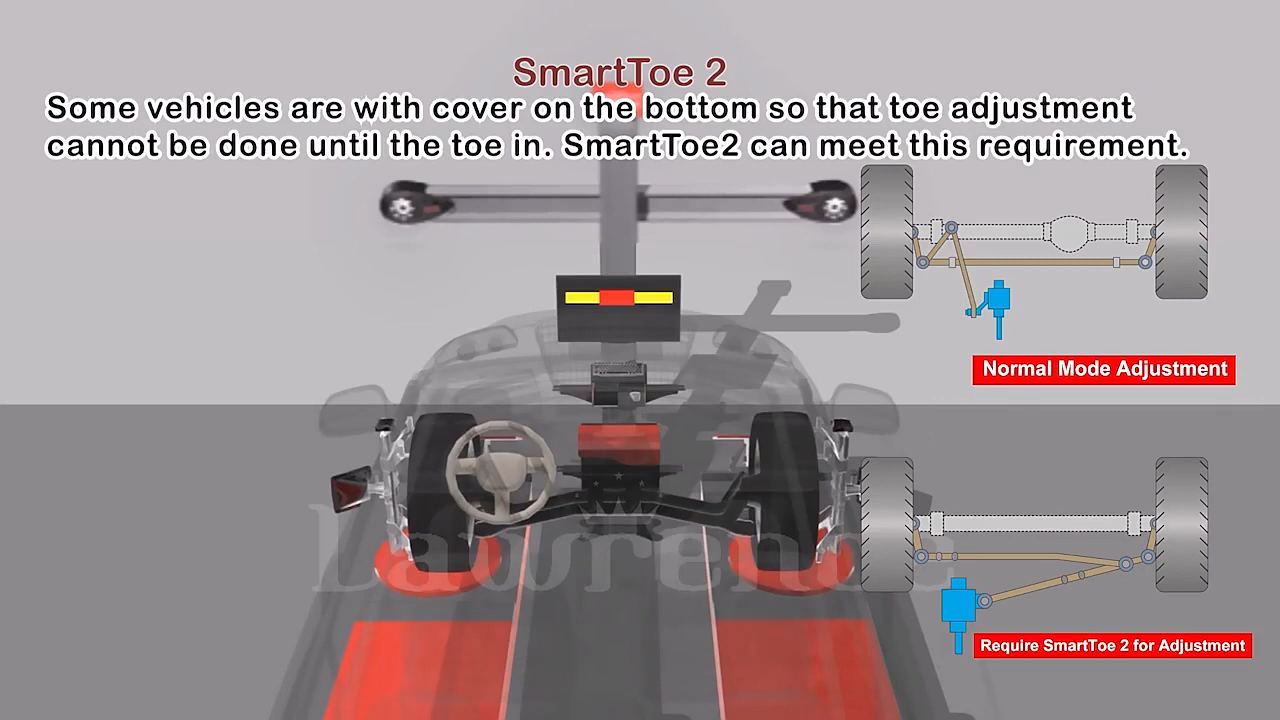 SmartToe 2
Some vehicles are with cover on the bottom so that toe adjustment
cannot be done until the toe in. SmartToe2 can meet this requirement.
Normal Mode Adjustment
Lawrence
Require SmartToe 2 for Adjustment